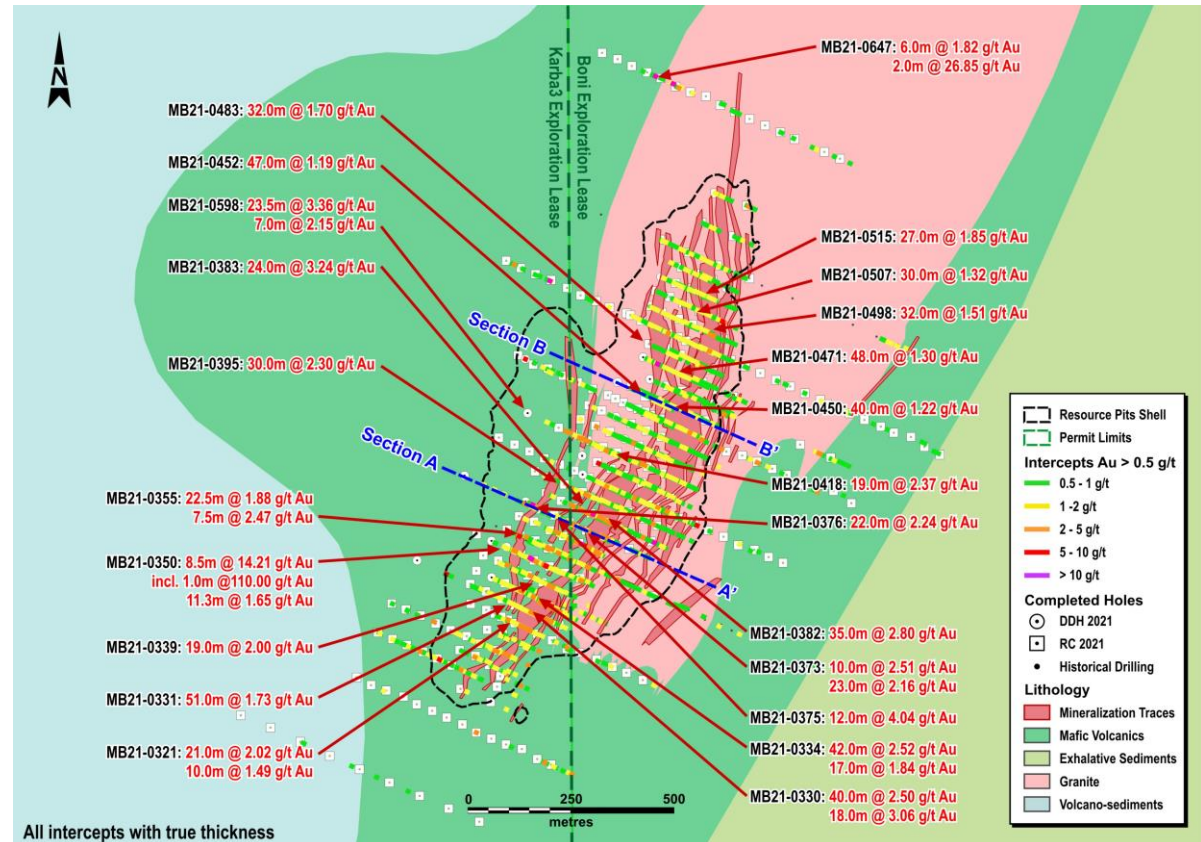 N
MB21-0483: 32.0m @ 1.70 g/t Au
MB21-0452: 47.0m @ 1.19 g/t Au
MB21-0598: 23.5m @ 3.36 g/t Au
7.0m @ 2.15 g/t Au
MB21-0383: 24.0m @ 3.24 g/t Au
MB21-0395: 30.0m @ 2.30 g/t Au
MB21-0355: 22.5m @ 1.88 g/t Au
7.5m @ 2.47 g/t Au
MB21-0350: 8.5m @ 14.21 g/t Au
incl. 1.0m @110.00 g/t Au
11.3m @ 1.65 g/t Au
MB21-0339: 19.0m @ 2.00 g/t Au
MB21-0331: 51.0m @ 1.73 g/t Au
MB21-0321: 21.0m @ 2.02 g/t Au
10.0m @ 1.49 g/t Au
All intercepts with true thickness
Karba3 Exploration Lease
Boni Exploration Lease
Section B
B'
Section A
A'
MB21-0647: 6.0m @ 1.82 g/t Au
2.0m @ 26.85 g/t Au
MB21-0515: 27.0m @ 1.85 g/t Au
MB21-0507: 30.0m @ 1.32 g/t Au
MB21-0498: 32.0m @ 1.51 g/t Au
MB21-0471: 48.0m @ 1.30 g/t Au
MB21-0450: 40.0m @ 1.22 g/t Au
MB21-0418: 19.0m @ 2.37 g/t Au
MB21-0376: 22.0m @ 2.24 g/t Au
MB21-0382: 35.0m @ 2.80 g/t Au
MB21-0373: 10.0m @ 2.51 g/t Au
23.0m @ 2.16 g/t Au
MB21-0375: 12.0m @ 4.04 g/t Au
MB21-0334: 42.0m @ 2.52 g/t Au
17.0m @ 1.84 g/t Au
MB21-0330: 40.0m @ 2.50 g/t Au
18.0m @ 3.06 g/t Au
0 250 500
metres
Resource Pits Shell
Permit Limits
Intercepts Au > 0.5 g/t
0.5 - 1 g/t
1 -2 g/t
2 - 5 g/t
5 - 10 g/t
> 10 g/t
Completed Holes
DDH 2021
RC 2021
Historical Drilling
Lithology
Mineralization Traces
Mafic Volcanics
Exhalative Sediments
Granite
Volcano-sediments